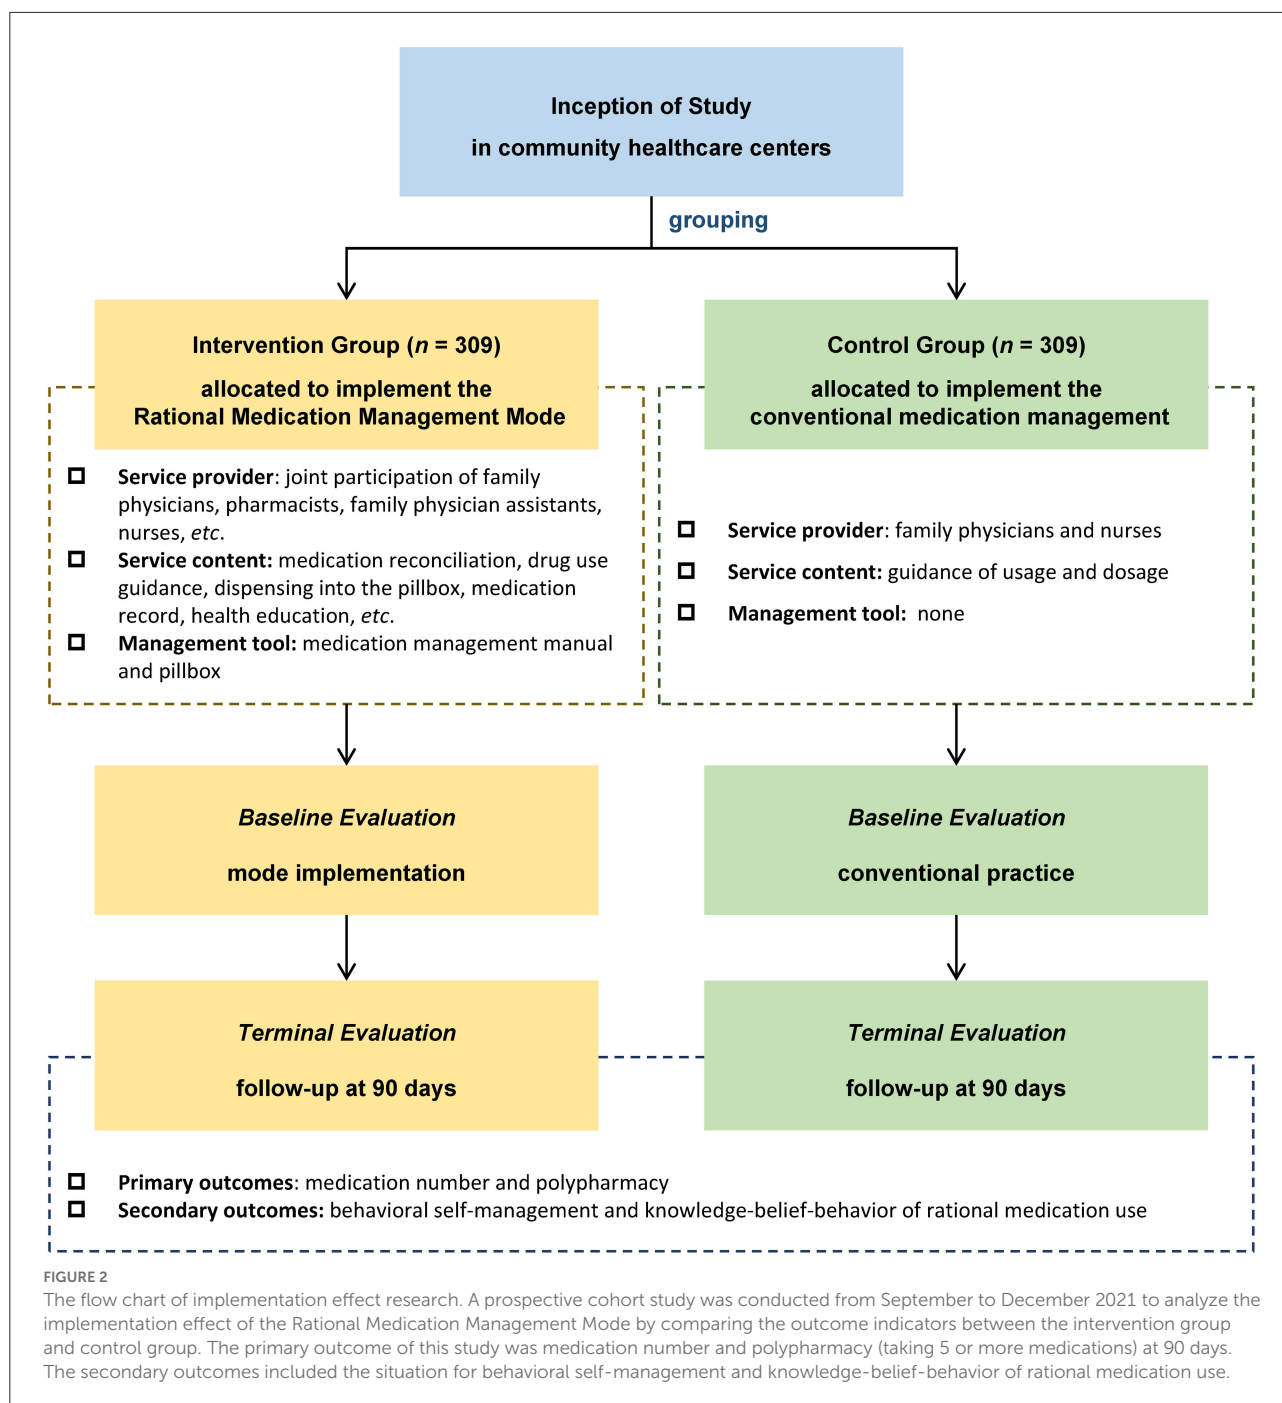 Inception of Study
in community healthcare centers
grouping
Intervention Group (n = 309)
allocated to implement the
Rational Medication Management Mode
Service provider: joint participation of family
physicians, pharmacists, family physician assistants,
nurses, etc.
Service content: medication reconciliation, drug use
guidance, dispensing into the pillbox, medication
record, health education, etc.
Management tool: medication management manual
and pillbox
Control Group (n = 309)
allocated to implement the
conventional medication management
Service provider: family physicians and nurses
Service content: guidance of usage and dosage
Management tool: none
Baseline Evaluation
mode implementation
Baseline Evaluation
conventional practice
Terminal Evaluation
follow-up at 90 days
Terminal Evaluation
follow-up at 90 days
Primary outcomes: medication number and polypharmacy
Secondary outcomes: behavioral self-management and knowledge-belief-behavior of rational medication use
FIGURE 2
The flow chart of implementation effect research. A prospective cohort study was conducted from September to December 2021 to analyze the
implementation effect of the Rational Medication Management Mode by comparing the outcome indicators between the intervention group
and control group. The primary outcome of this study was medication number and polypharmacy (taking 5 or more medications) at 90 days.
The secondary outcomes included the situation for behavioral self-management and knowledge-belief-behavior of rational medication use.